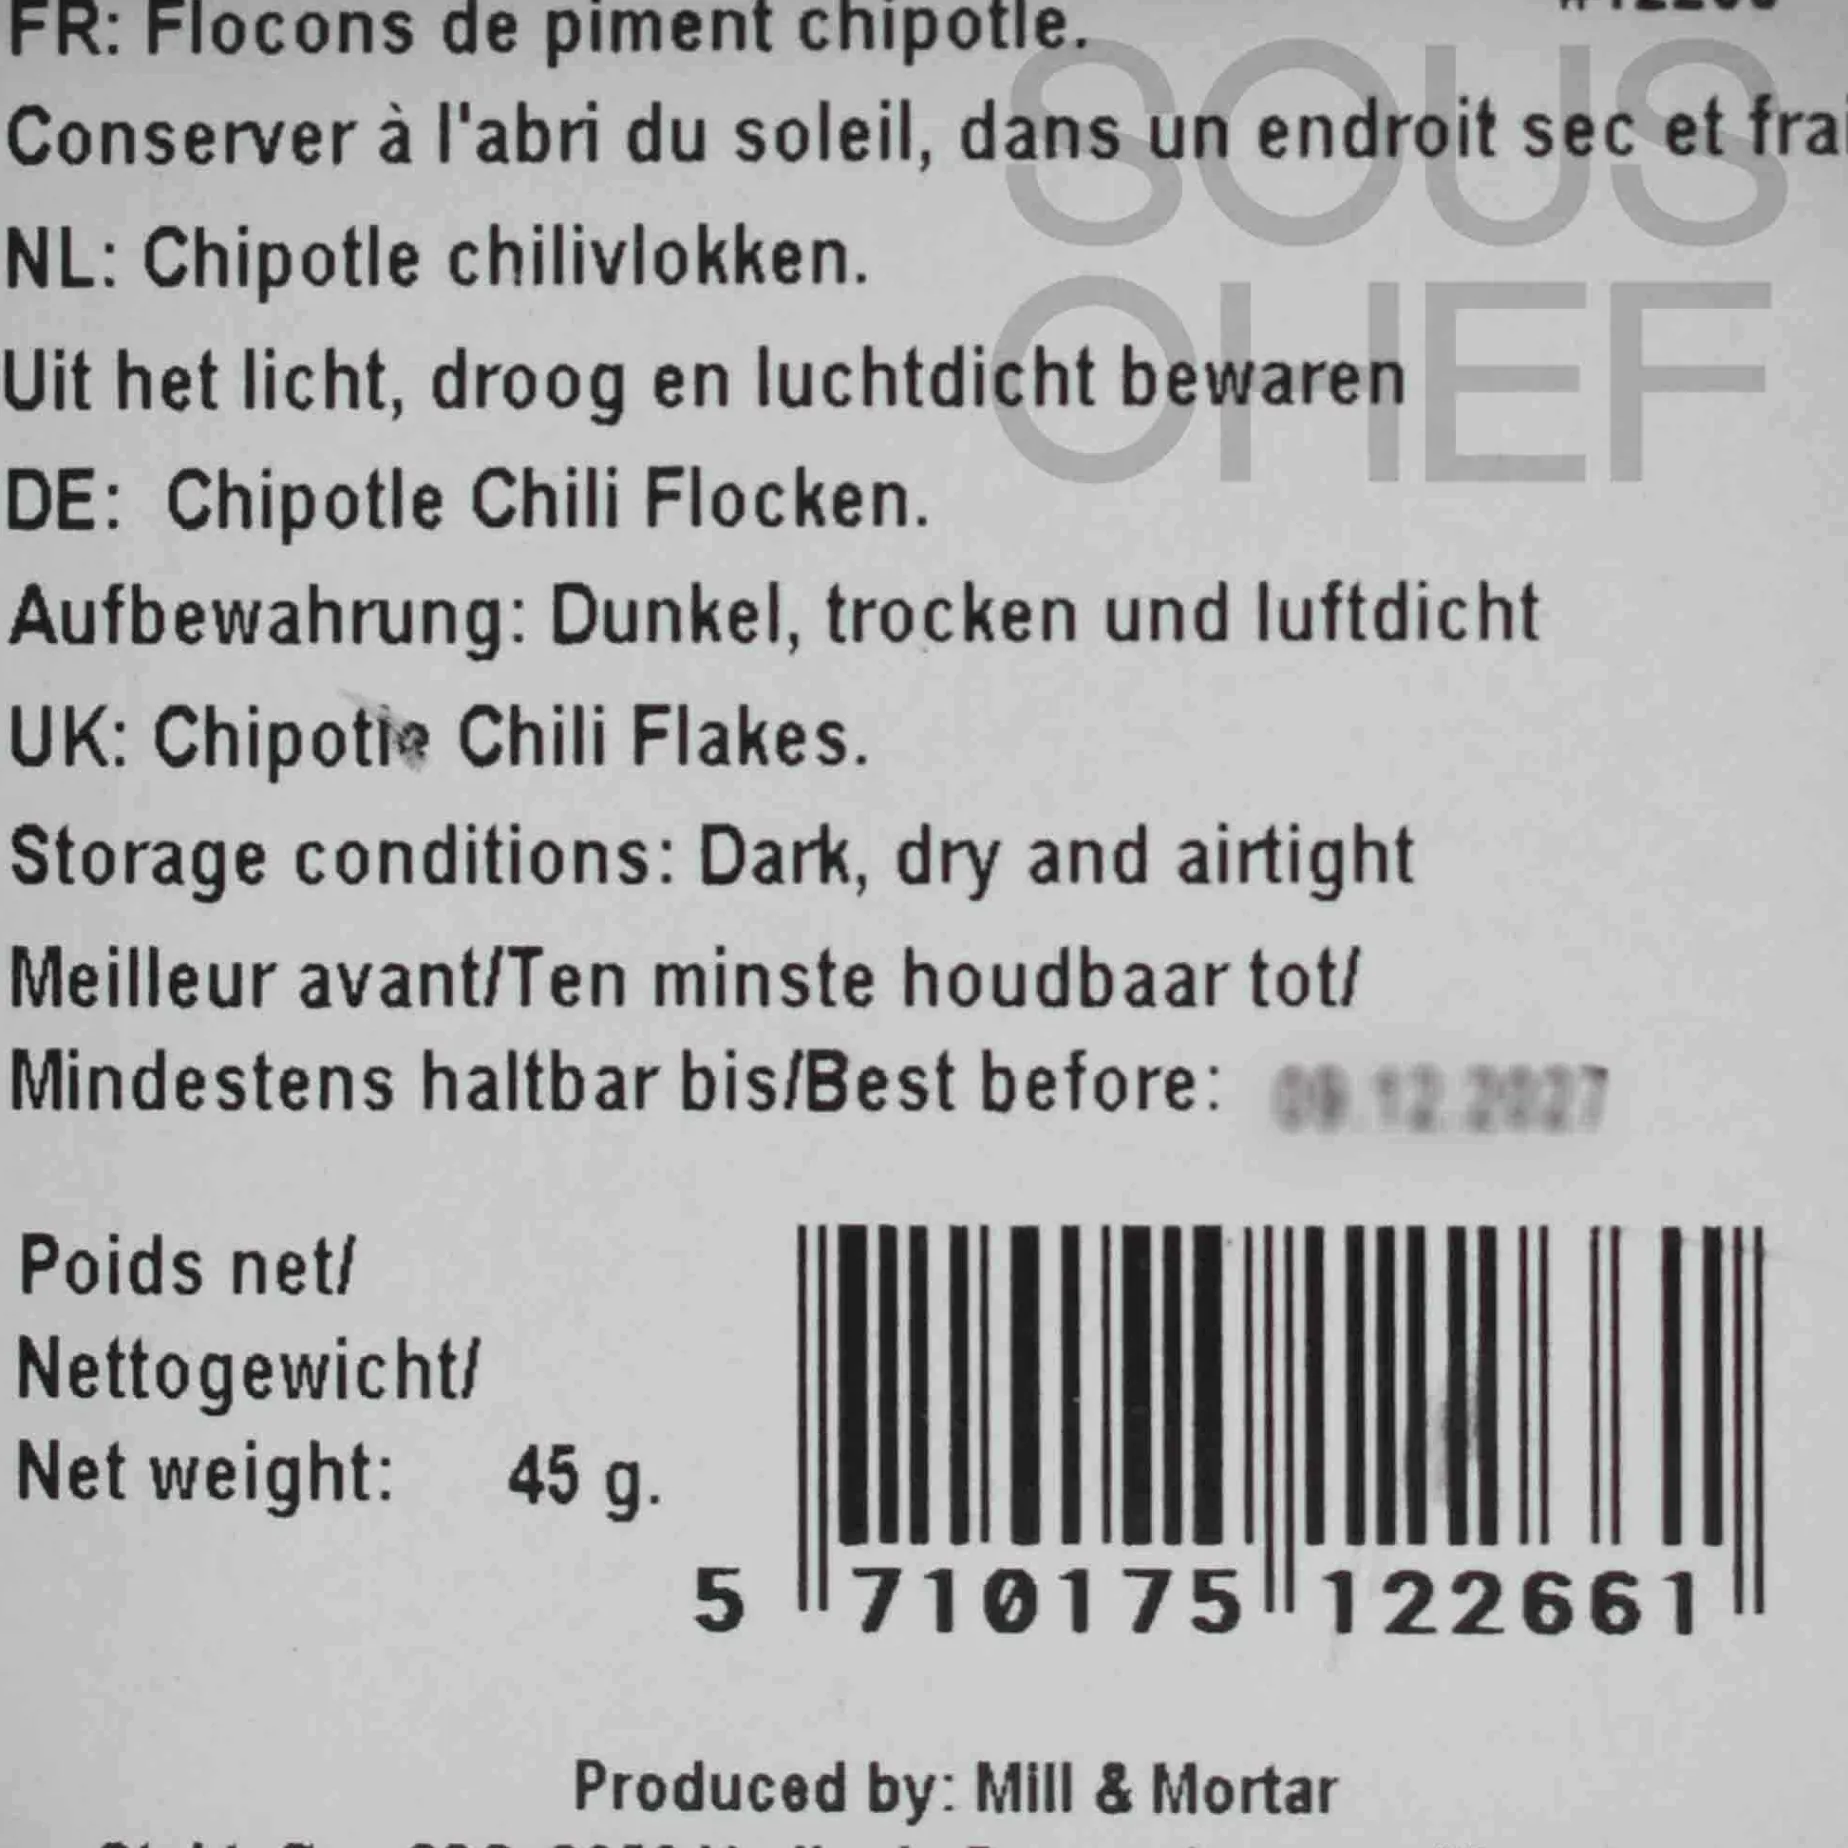 FR: Flocons de piment chipotle.
Conserver à l'abri du soleil, dans un endroit sec et frai
NL: Chipotle chilivlokken.
Uit het licht, droog en luchtdicht bewaren
DE: Chipotle Chili Flocken.
Aufbewahrung: Dunkel, trocken und luftdicht
UK: Chipotle Chili Flakes.
Storage conditions: Dark, dry and airtight
Meilleur avant/Ten minste houdbaar tot/
Mindestens haltbar bis/Best before:
Poids net/
Nettogewicht/
Net weight: 45 g.
5 710175 122661
Produced by: Mill & Mortar
SOUS
CHEF